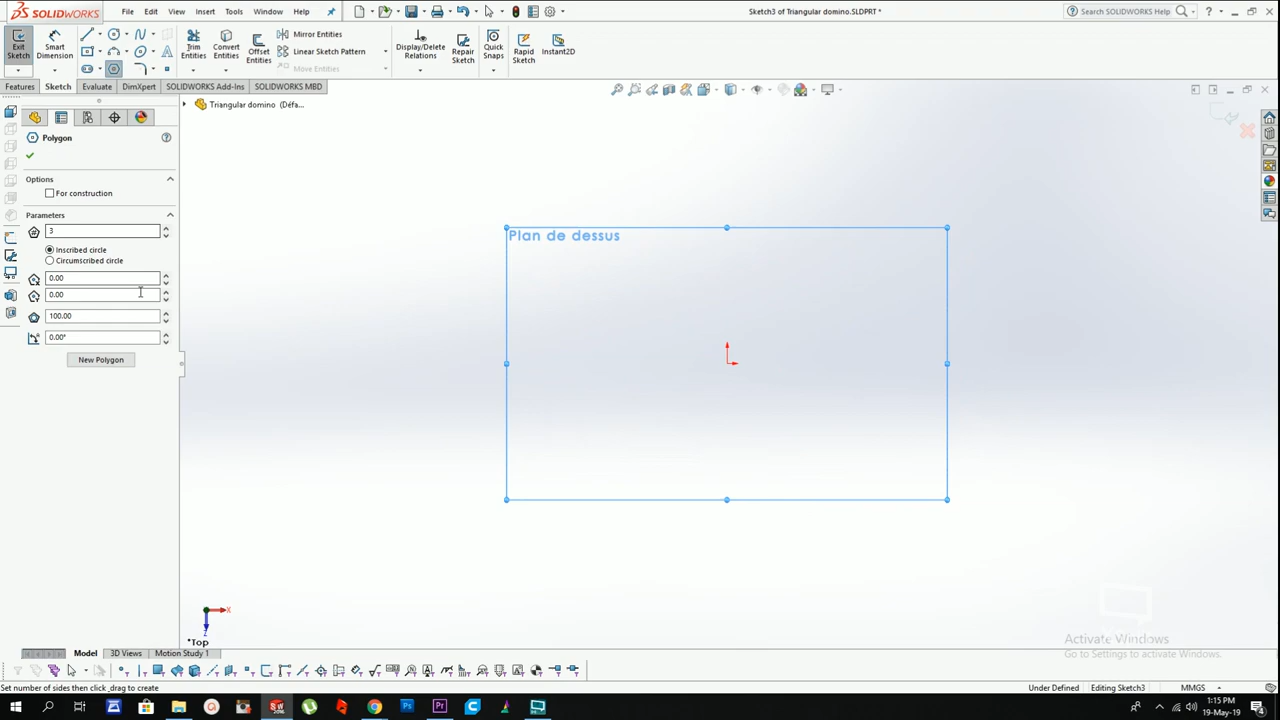 SOLIDWORKS
File
Edit
View
Insert
Tools
Window
Help
Sketch3 of Triangular domino.SLDPRT *
Search SOLIDWORKS Help
Exit Sketch
Smart Dimension
Trim Entities
Convert Entities
Offset Entities
Mirror Entities
Linear Sketch Pattern
Move Entities
Display/Delete Relations
Repair Sketch
Quick Snaps
Rapid Sketch
Instant2D
Features
Sketch
Evaluate
DimXpert
SOLIDWORKS Add-Ins
SOLIDWORKS MBD
Triangular domino (Défa...
Polygon
Options
For construction
Parameters
3
Inscribed circle
Circumscribed circle
0.00
0.00
100.00
0.00°
New Polygon
Plan de dessus
X
Z
*Top
Activate Windows
Go to Settings to activate Windows.
Model
3D Views
Motion Study 1
Set number of sides then click_drag to create
Under Defined
Editing Sketch3
MMGS
1:15 PM
19-May-19